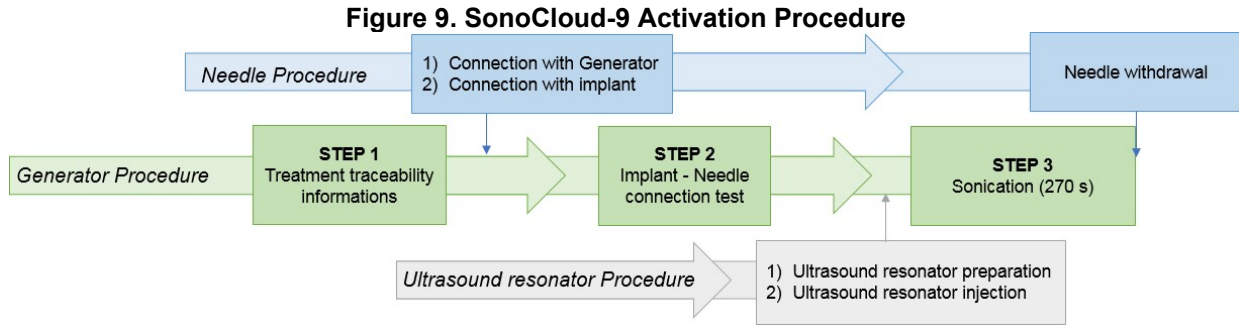 Figure 9. SonoCloud-9 Activation Procedure
Needle Procedure
1) Connection with Generator
2) Connection with implant
Needle withdrawal
Generator Procedure
STEP 1
Treatment traceability
informations
STEP 2
Implant - Needle
connection test
STEP 3
Sonication (270 s)
Ultrasound resonator Procedure
1) Ultrasound resonator preparation
2) Ultrasound resonator injection